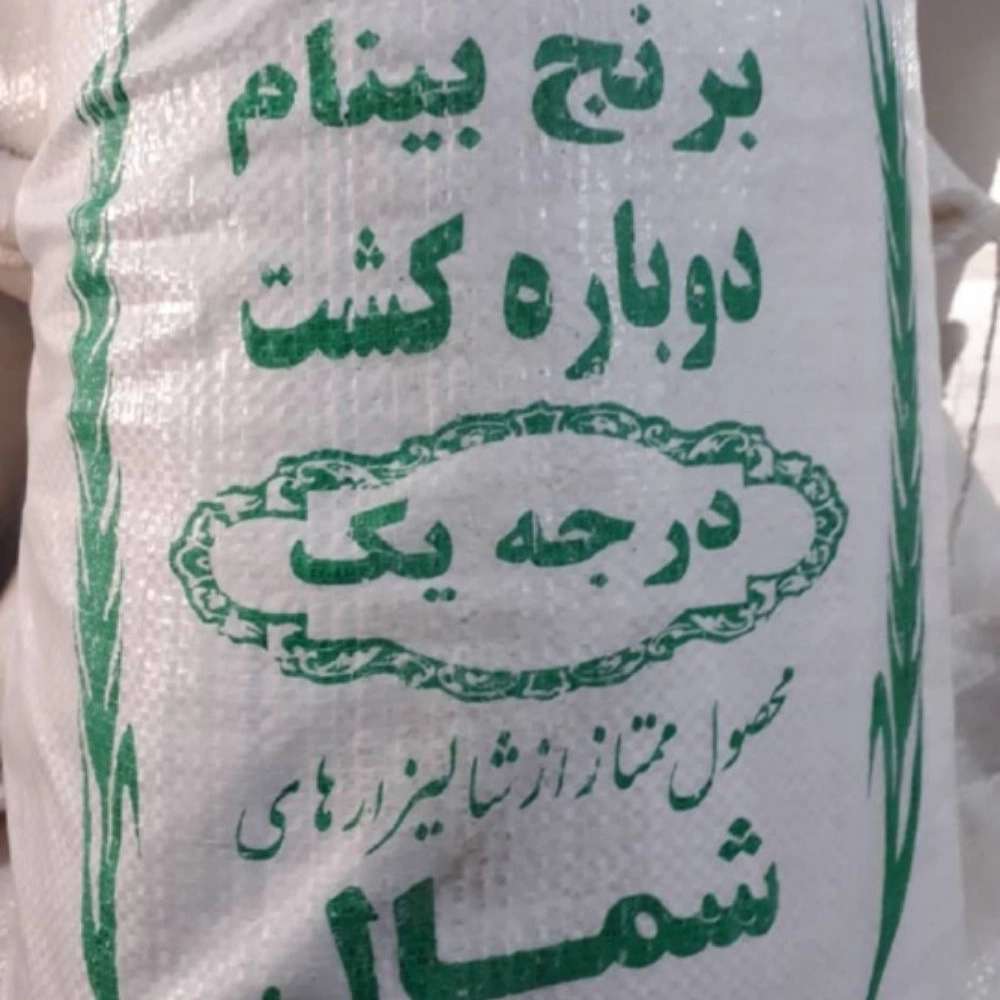 برنج بینام
دوباره کشت
درجه یک
محصول ممتاز از شالیزارهای
شمال